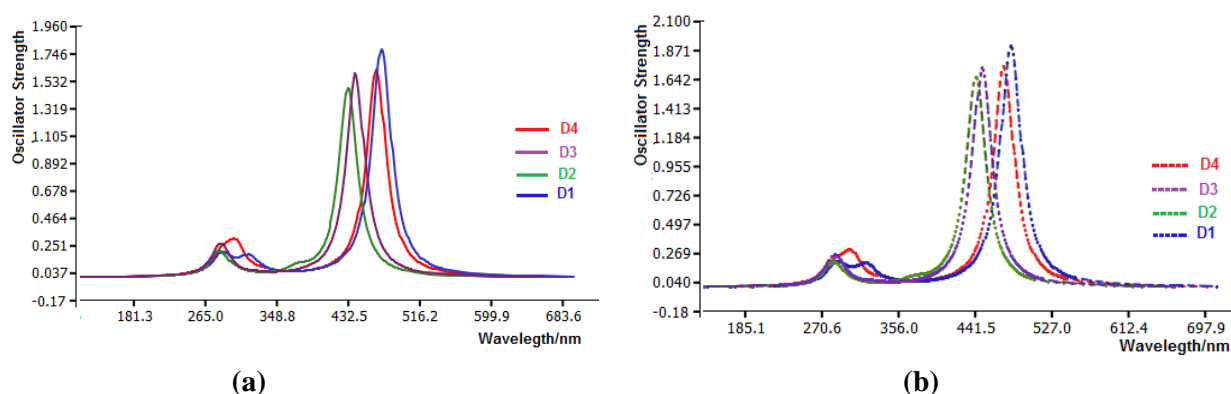 1.960
1.746
1.532
1.319
1.105
0.892
0.678
0.464
0.251
0.037
-0.17
Oscillator Strength
181.3 265.0 348.8 432.5 516.2 599.9 683.6
Wavelegth/nm
D4
D3
D2
D1
(a)
2.100
1.871
1.642
1.413
1.184
0.955
0.726
0.497
0.269
0.040
-0.18
Oscillator Strength
185.1 270.6 356.0 441.5 527.0 612.4 697.9
Wavelegth/nm
D4
D3
D2
D1
(b)